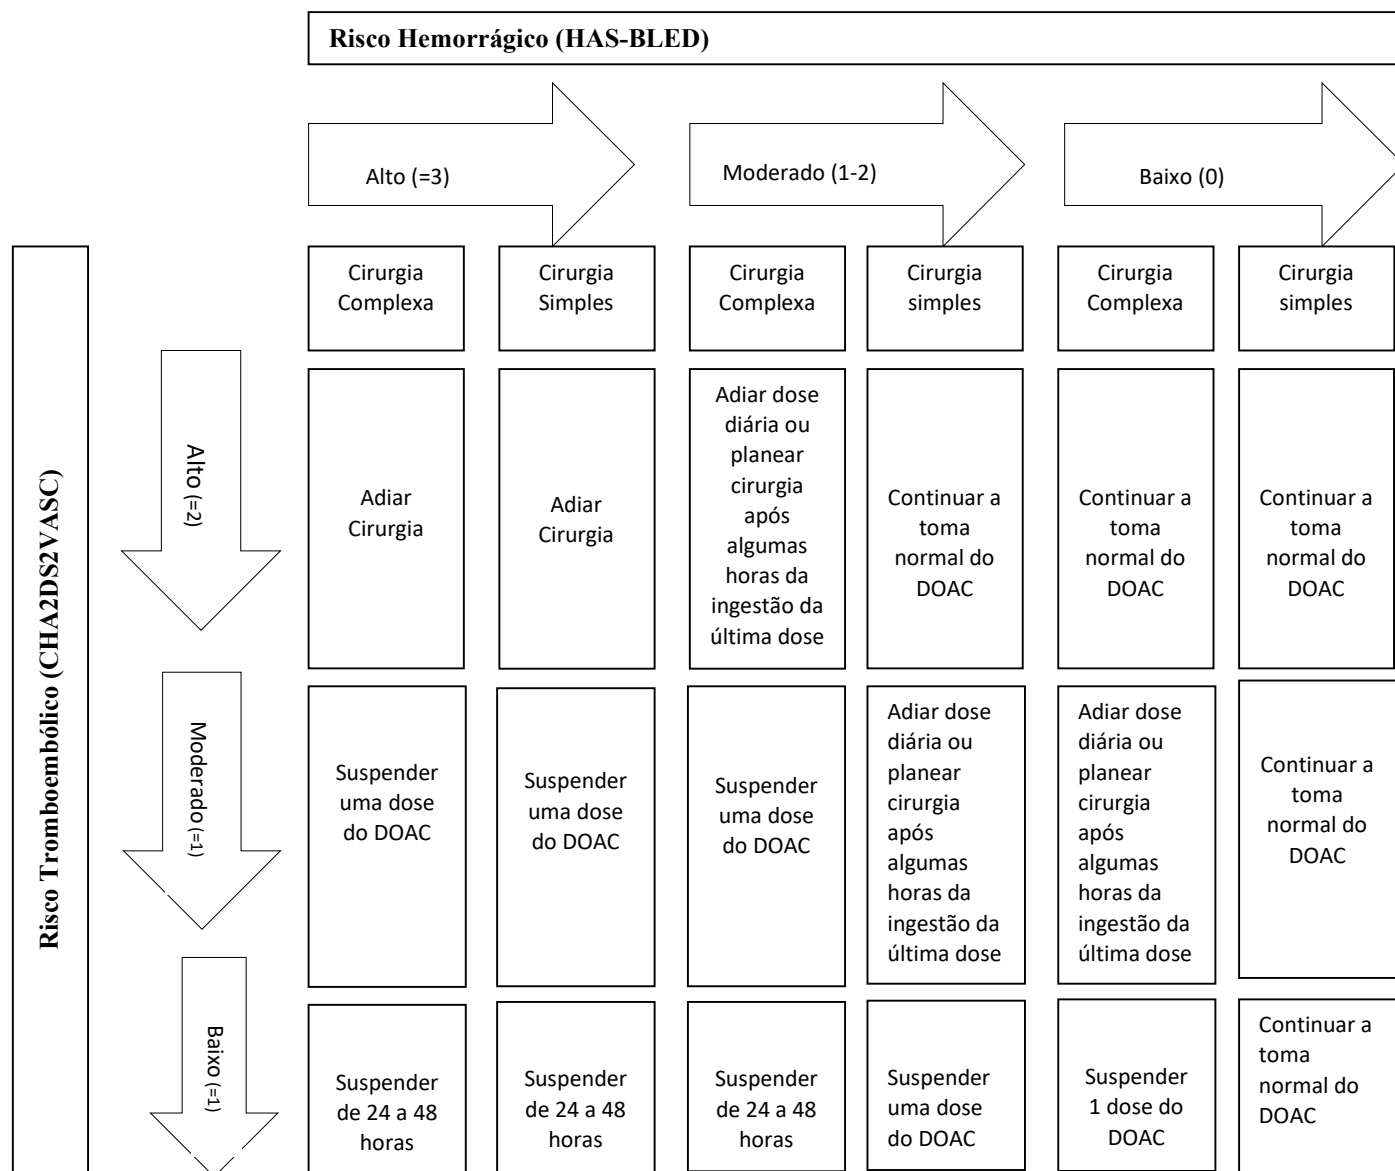 Risco Hemorrágico (HAS-BLED)
Alto (=3)
Moderado (1-2)
Baixo (0)
Cirurgia
Complexa
Cirurgia
Simples
Cirurgia
Complexa
Cirurgia
simples
Cirurgia
Complexa
Cirurgia
simples
Risco Tromboembólico (CHA2DS2VASC)
Alto (=2)
Adiar
Cirurgia
Adiar
Cirurgia
Adiar dose
diária ou
planear
cirurgia
após
algumas
horas da
ingestão da
última dose
Continuar a
toma
normal do
DOAC
Continuar a
toma
normal do
DOAC
Continuar a
toma
normal do
DOAC
Moderado (=1)
Suspender
uma dose
do DOAC
Suspender
uma dose
do DOAC
Suspender
uma dose
do DOAC
Adiar dose
diária ou
planear
cirurgia
após
algumas
horas da
ingestão da
última dose
Adiar dose
diária ou
planear
cirurgia
após
algumas
horas da
ingestão da
última dose
Continuar a
toma
normal do
DOAC
Baixo (=1)
Suspender
de 24 a 48
horas
Suspender
de 24 a 48
horas
Suspender
de 24 a 48
horas
Suspender
uma dose
do DOAC
Suspender
1 dose do
DOAC
Continuar a
toma
normal do
DOAC